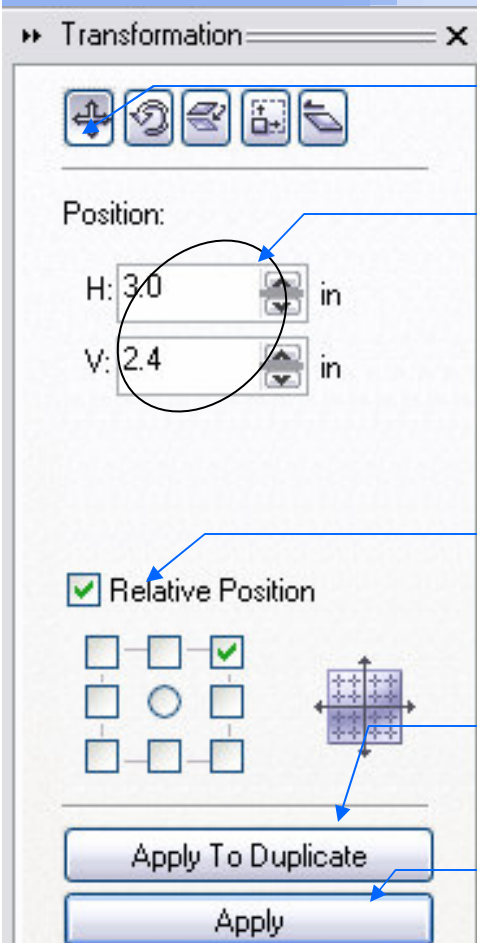 Transformation
Position:
H: 3.0 in
V: 2.4 in
Relative Position
Apply To Duplicate
Apply